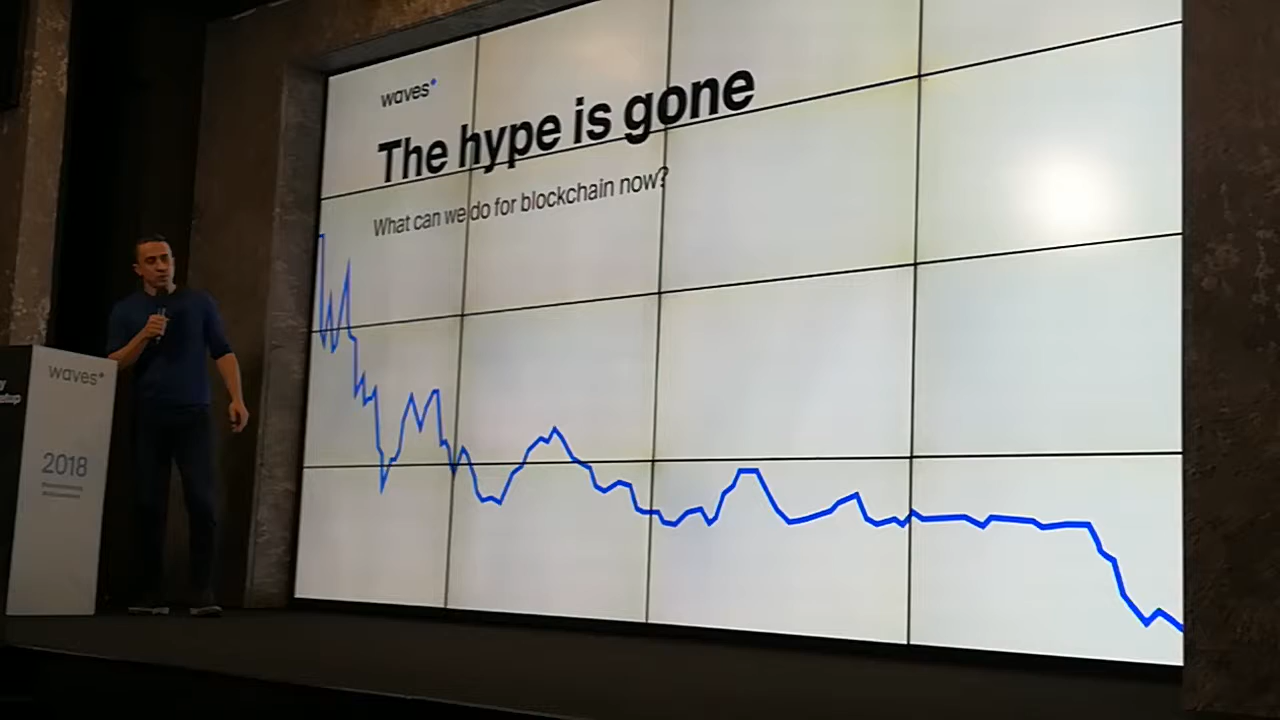 waves
The hype is gone
What can we do for blockchain now?
waves
2018